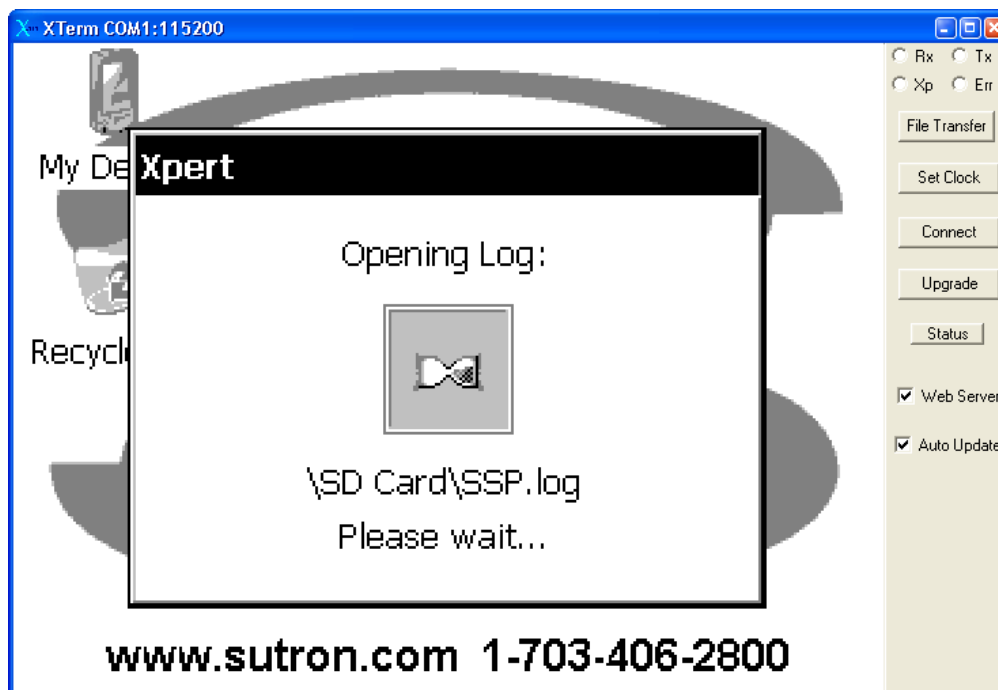 XTerm COM1:115200
Rx Tx
Xp Err
File Transfer
Set Clock
Connect
Upgrade
Status
Web Server
Auto Update
My De
Recycl
Xpert
Opening Log:
\SD Card\SSP.log
Please wait...
www.sutron.com 1-703-406-2800